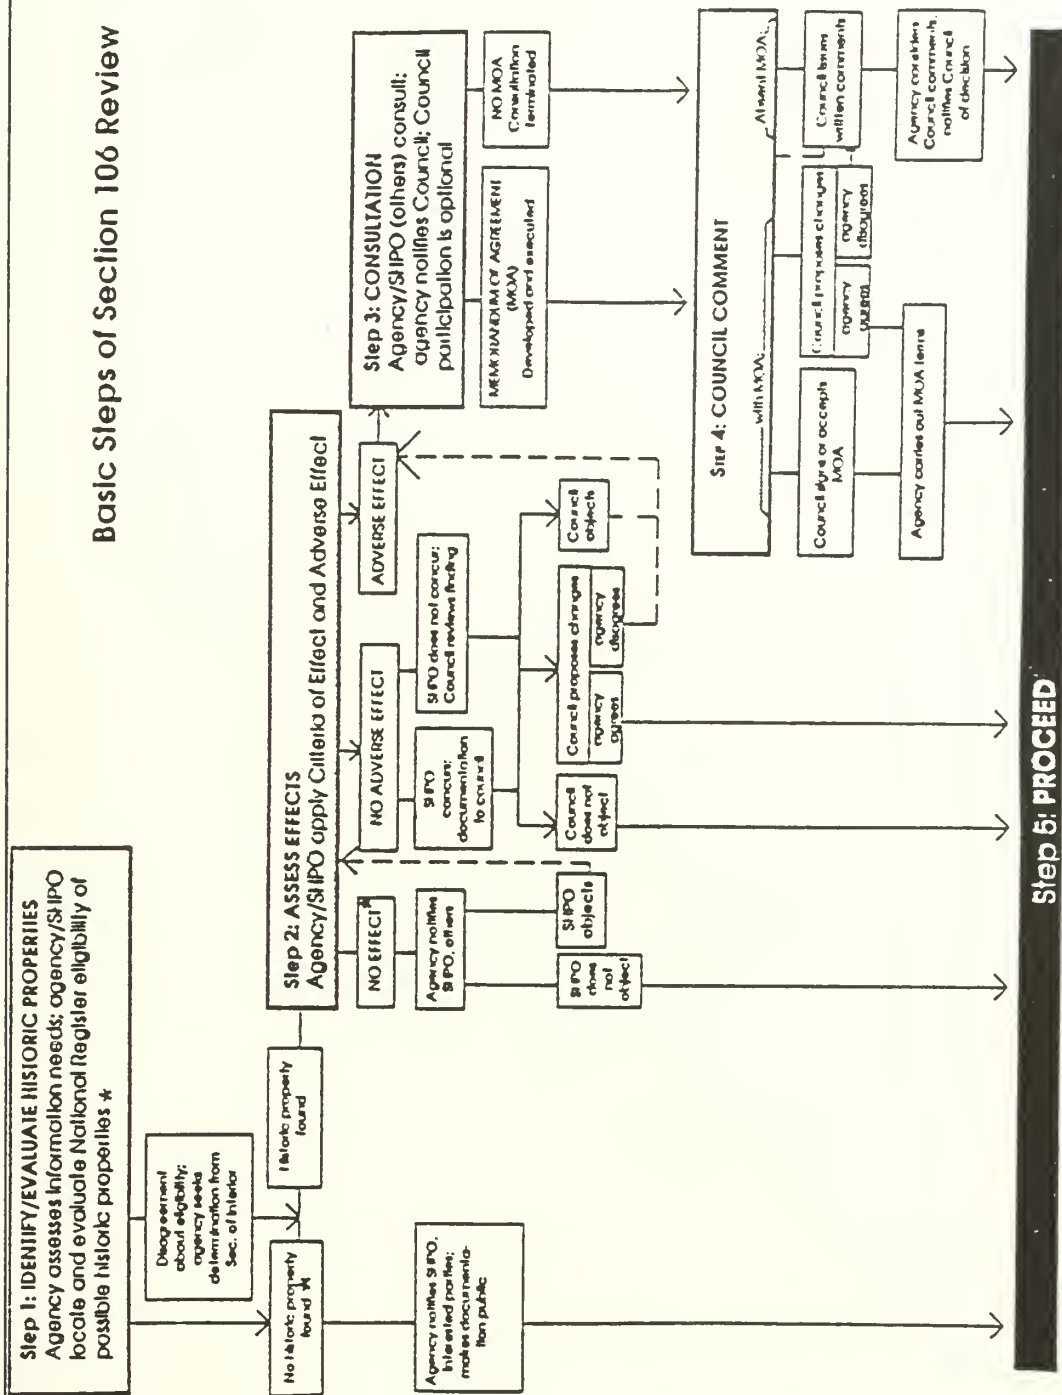 Basic Steps of Section 106 Review
Step 1: IDENTIFY/EVALUATE HISTORIC PROPERTIES
Agency assesses information needs; agency/SHPO
locate and evaluate National Register eligibility of
possible historic properties *
Disagreement
about eligibility;
agency seeks
determination from
Sec. of Interior
No Historic property
found *
Historic property
found
Agency notifies SHPO,
interested parties;
makes documenta-
tion public
Step 2: ASSESS EFFECTS
Agency/SHPO apply Criteria of Effect and Adverse Effect
NO EFFECT *
Agency notifies
SHPO, others
SHPO
does
not
object
SHPO
objects
NO ADVERSE EFFECT
SHPO
concurs;
documentation
to council
SHPO does not concur;
Council reviews finding
Council
does not
object
Council proposes changes
agency
agrees
agency
disagrees
Council
objects
ADVERSE EFFECT
Step 3: CONSULTATION
Agency/SHPO (others) consult;
agency notifies Council; Council
participation is optional
MEMORANDUM OF AGREEMENT
(MOA)
Developed and executed
NO MOA
Consultation
terminated
STEP 4: COUNCIL COMMENT
with MOA:
Absent MOA:
Council signs or accepts
MOA
Council proposes changes
agency
agrees
agency
disagrees
Council issues
written comments
Agency carries out MOA terms
Agency considers
Council comments,
notifies Council
of decision
Step 5: PROCEED